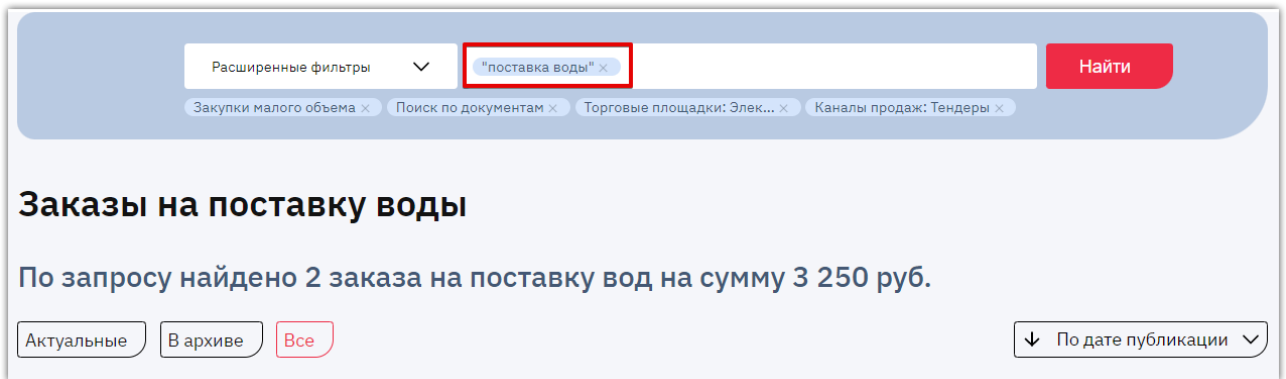 Расширенные фильтры "поставка воды" × Найти
Закупки малого объема × Поиск по документам × Торговые площадки: Элек... × Каналы продаж: Тендеры ×
Заказы на поставку воды
По запросу найдено 2 заказа на поставку вод на сумму 3 250 руб.
Актуальные В архиве Все ↓ По дате публикации